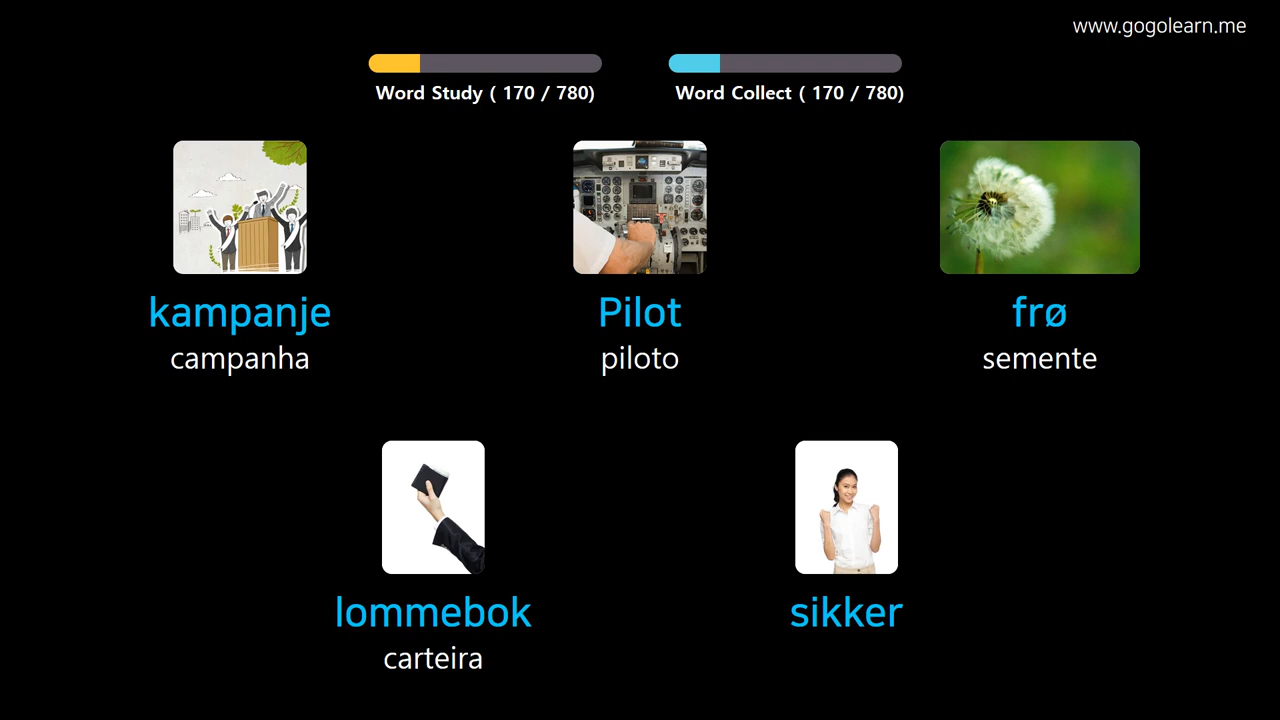 www.gogolearn.me
Word Study ( 170 / 780)
Word Collect ( 170 / 780)
kampanje
campanha
Pilot
piloto
frø
semente
lommebok
carteira
sikker